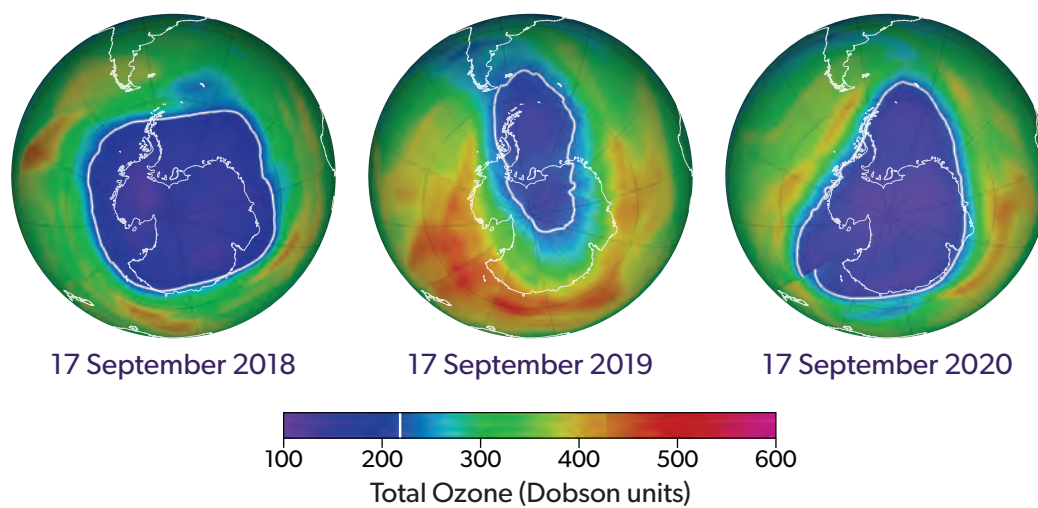 17 September 2018
17 September 2019
17 September 2020
100 200 300 400 500 600
Total Ozone (Dobson units)